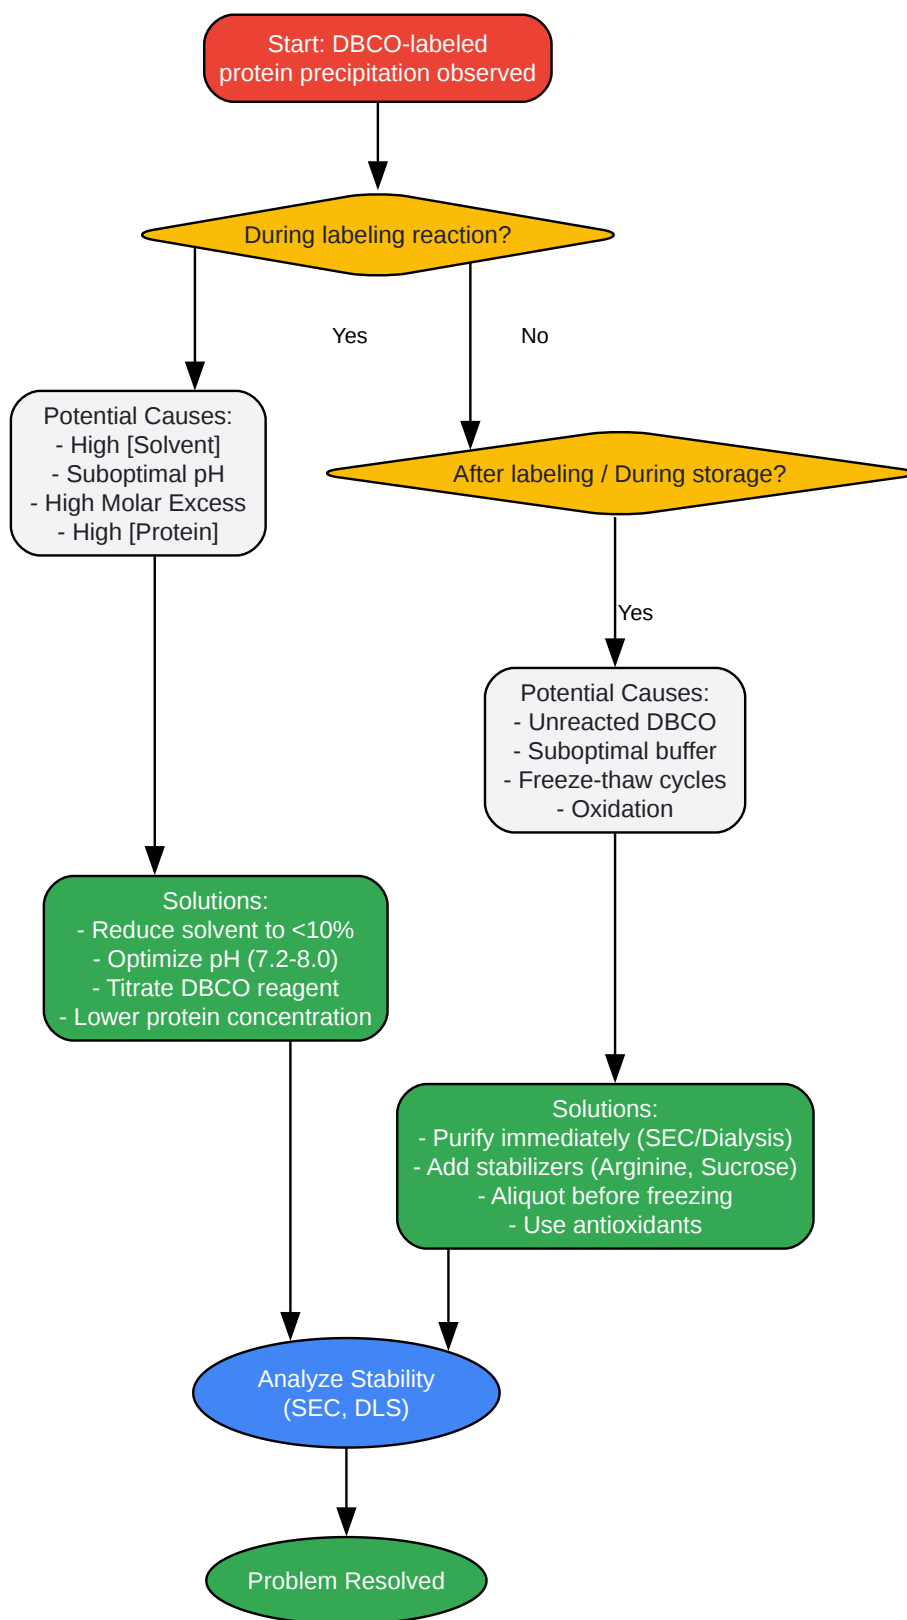 Start: DBCO-labeled
protein precipitation observed
During labeling reaction?
Yes
No
Potential Causes:
- High [Solvent]
- Suboptimal pH
- High Molar Excess
- High [Protein]
After labeling / During storage?
Yes
Potential Causes:
- Unreacted DBCO
- Suboptimal buffer
- Freeze-thaw cycles
- Oxidation
Solutions:
- Reduce solvent to <10%
- Optimize pH (7.2-8.0)
- Titrate DBCO reagent
- Lower protein concentration
Solutions:
- Purify immediately (SEC/Dialysis)
- Add stabilizers (Arginine, Sucrose)
- Aliquot before freezing
- Use antioxidants
Analyze Stability
(SEC, DLS)
Problem Resolved